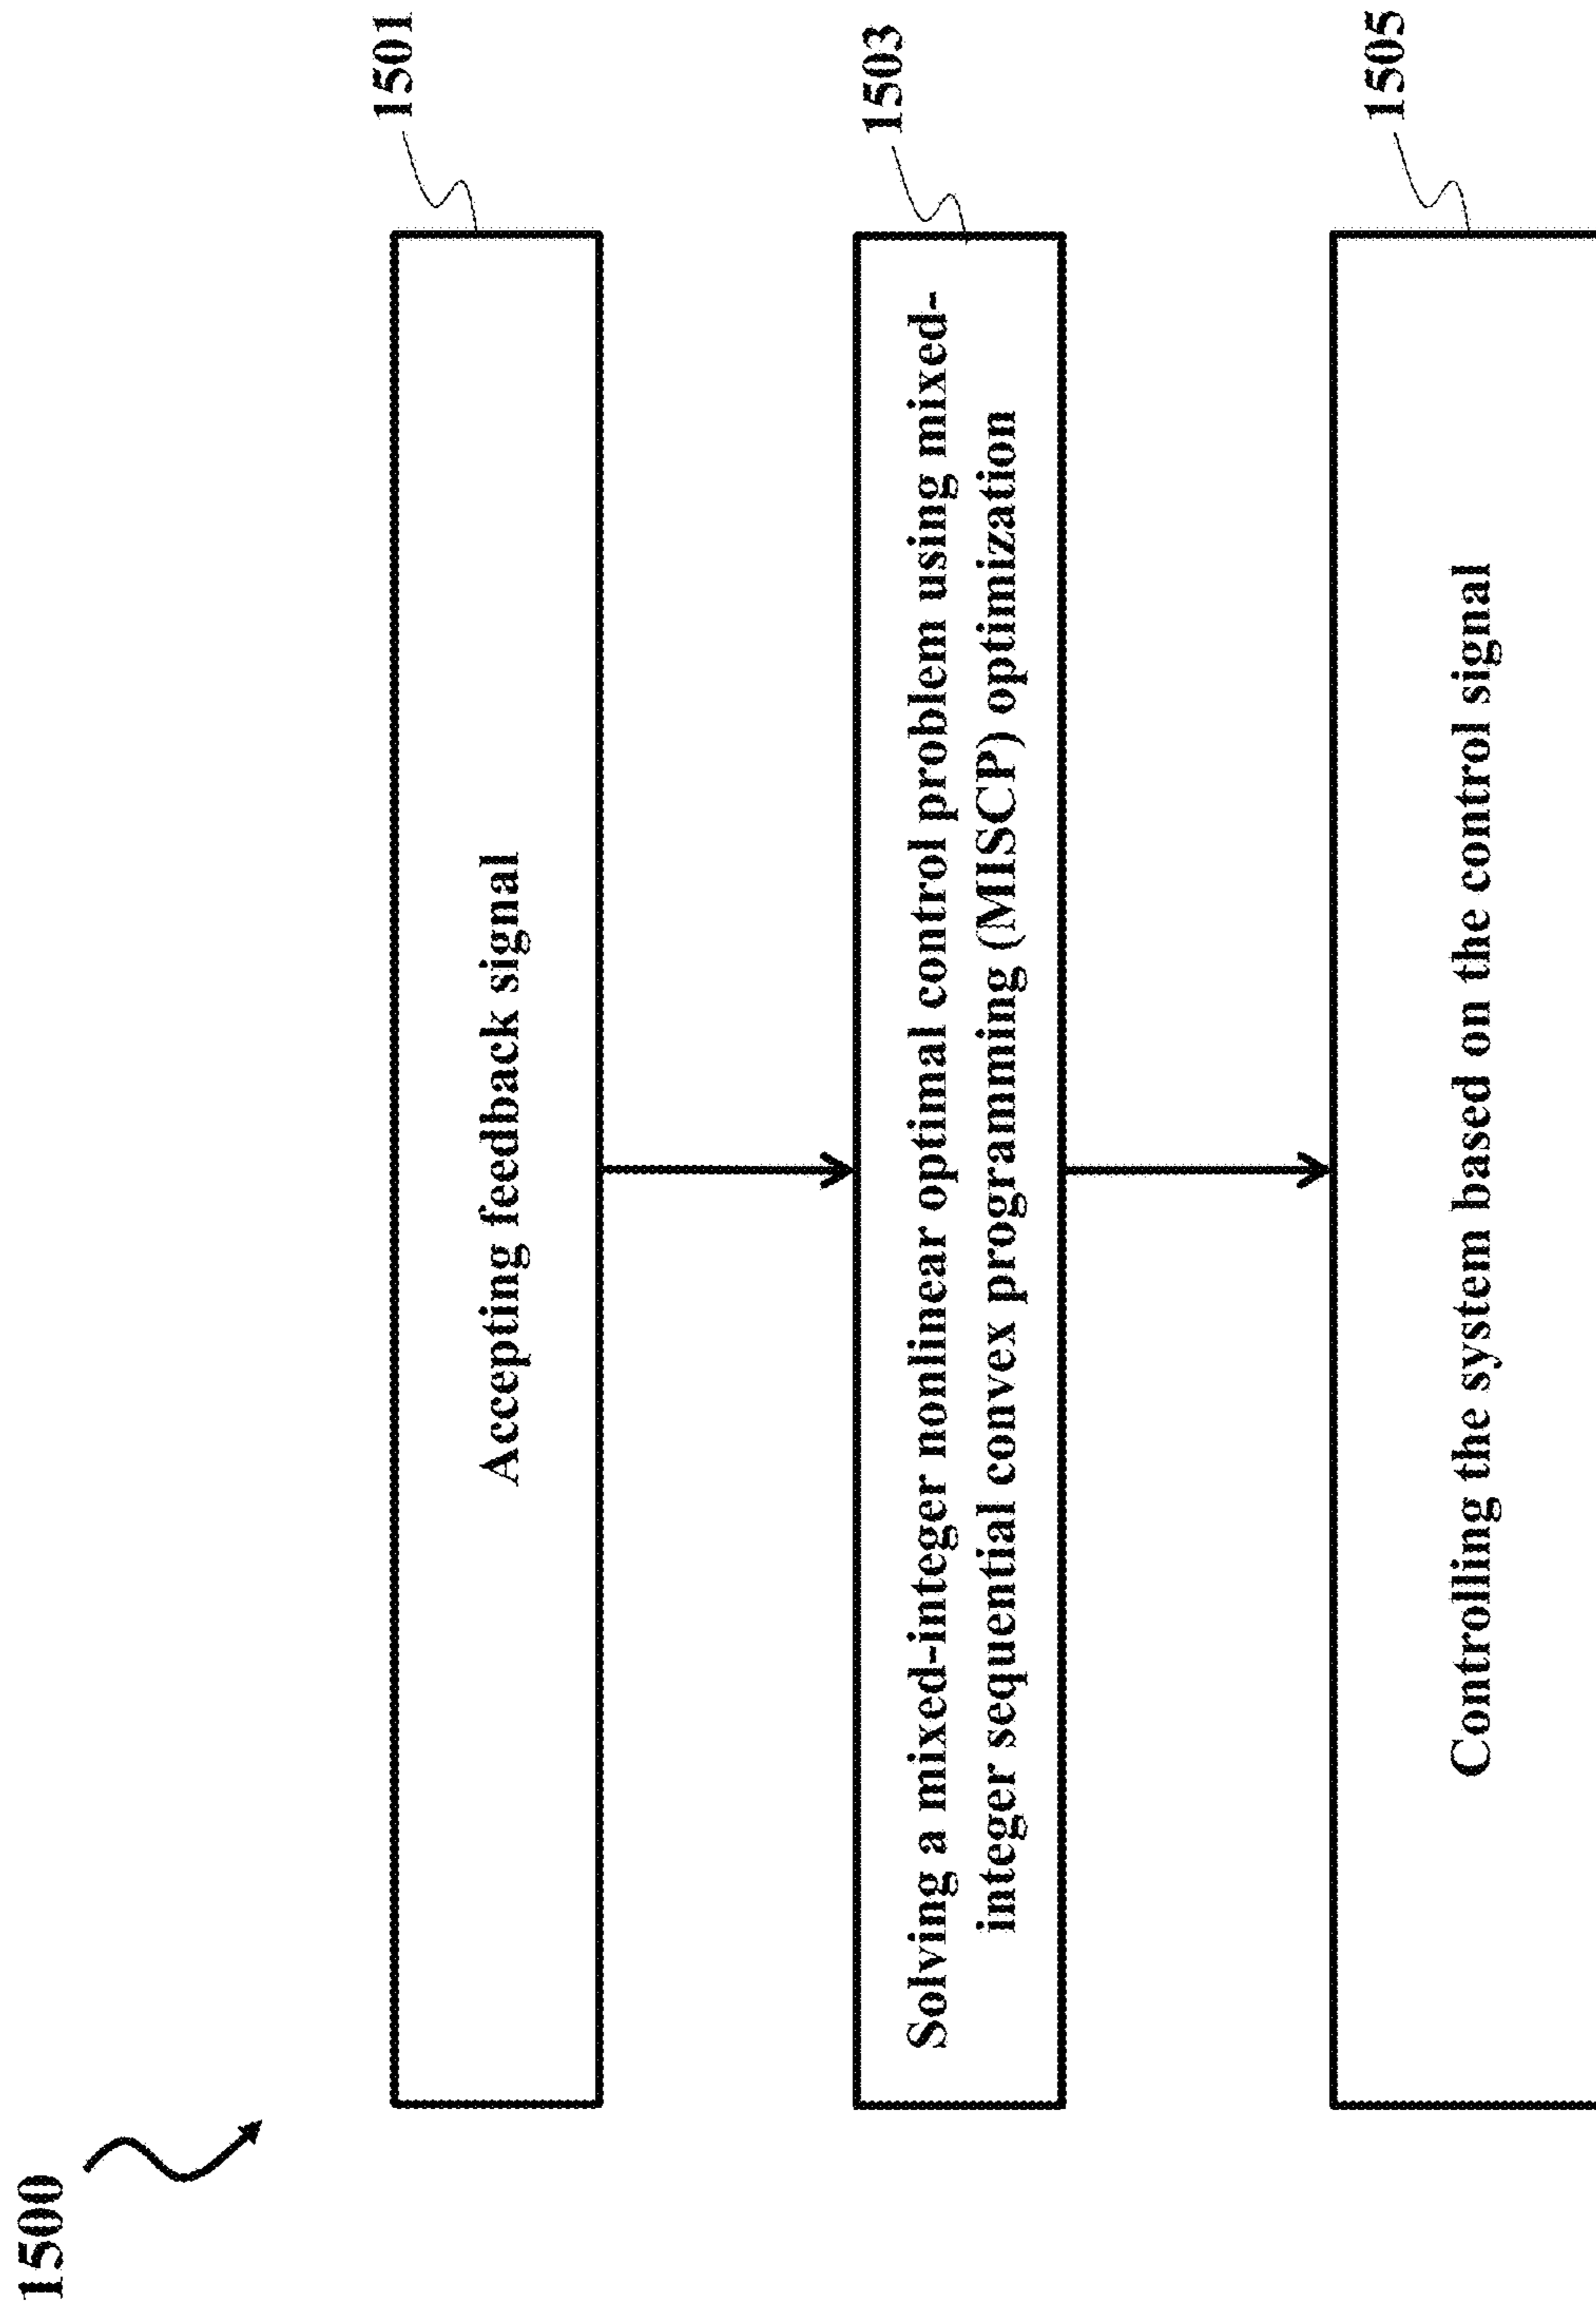 1500
1501
Accepting feedback signal
1503
Solving a mixed-integer nonlinear optimal control problem using mixed-
integer sequential convex programming (MISCP) optimization
1505
Controlling the system based on the control signal